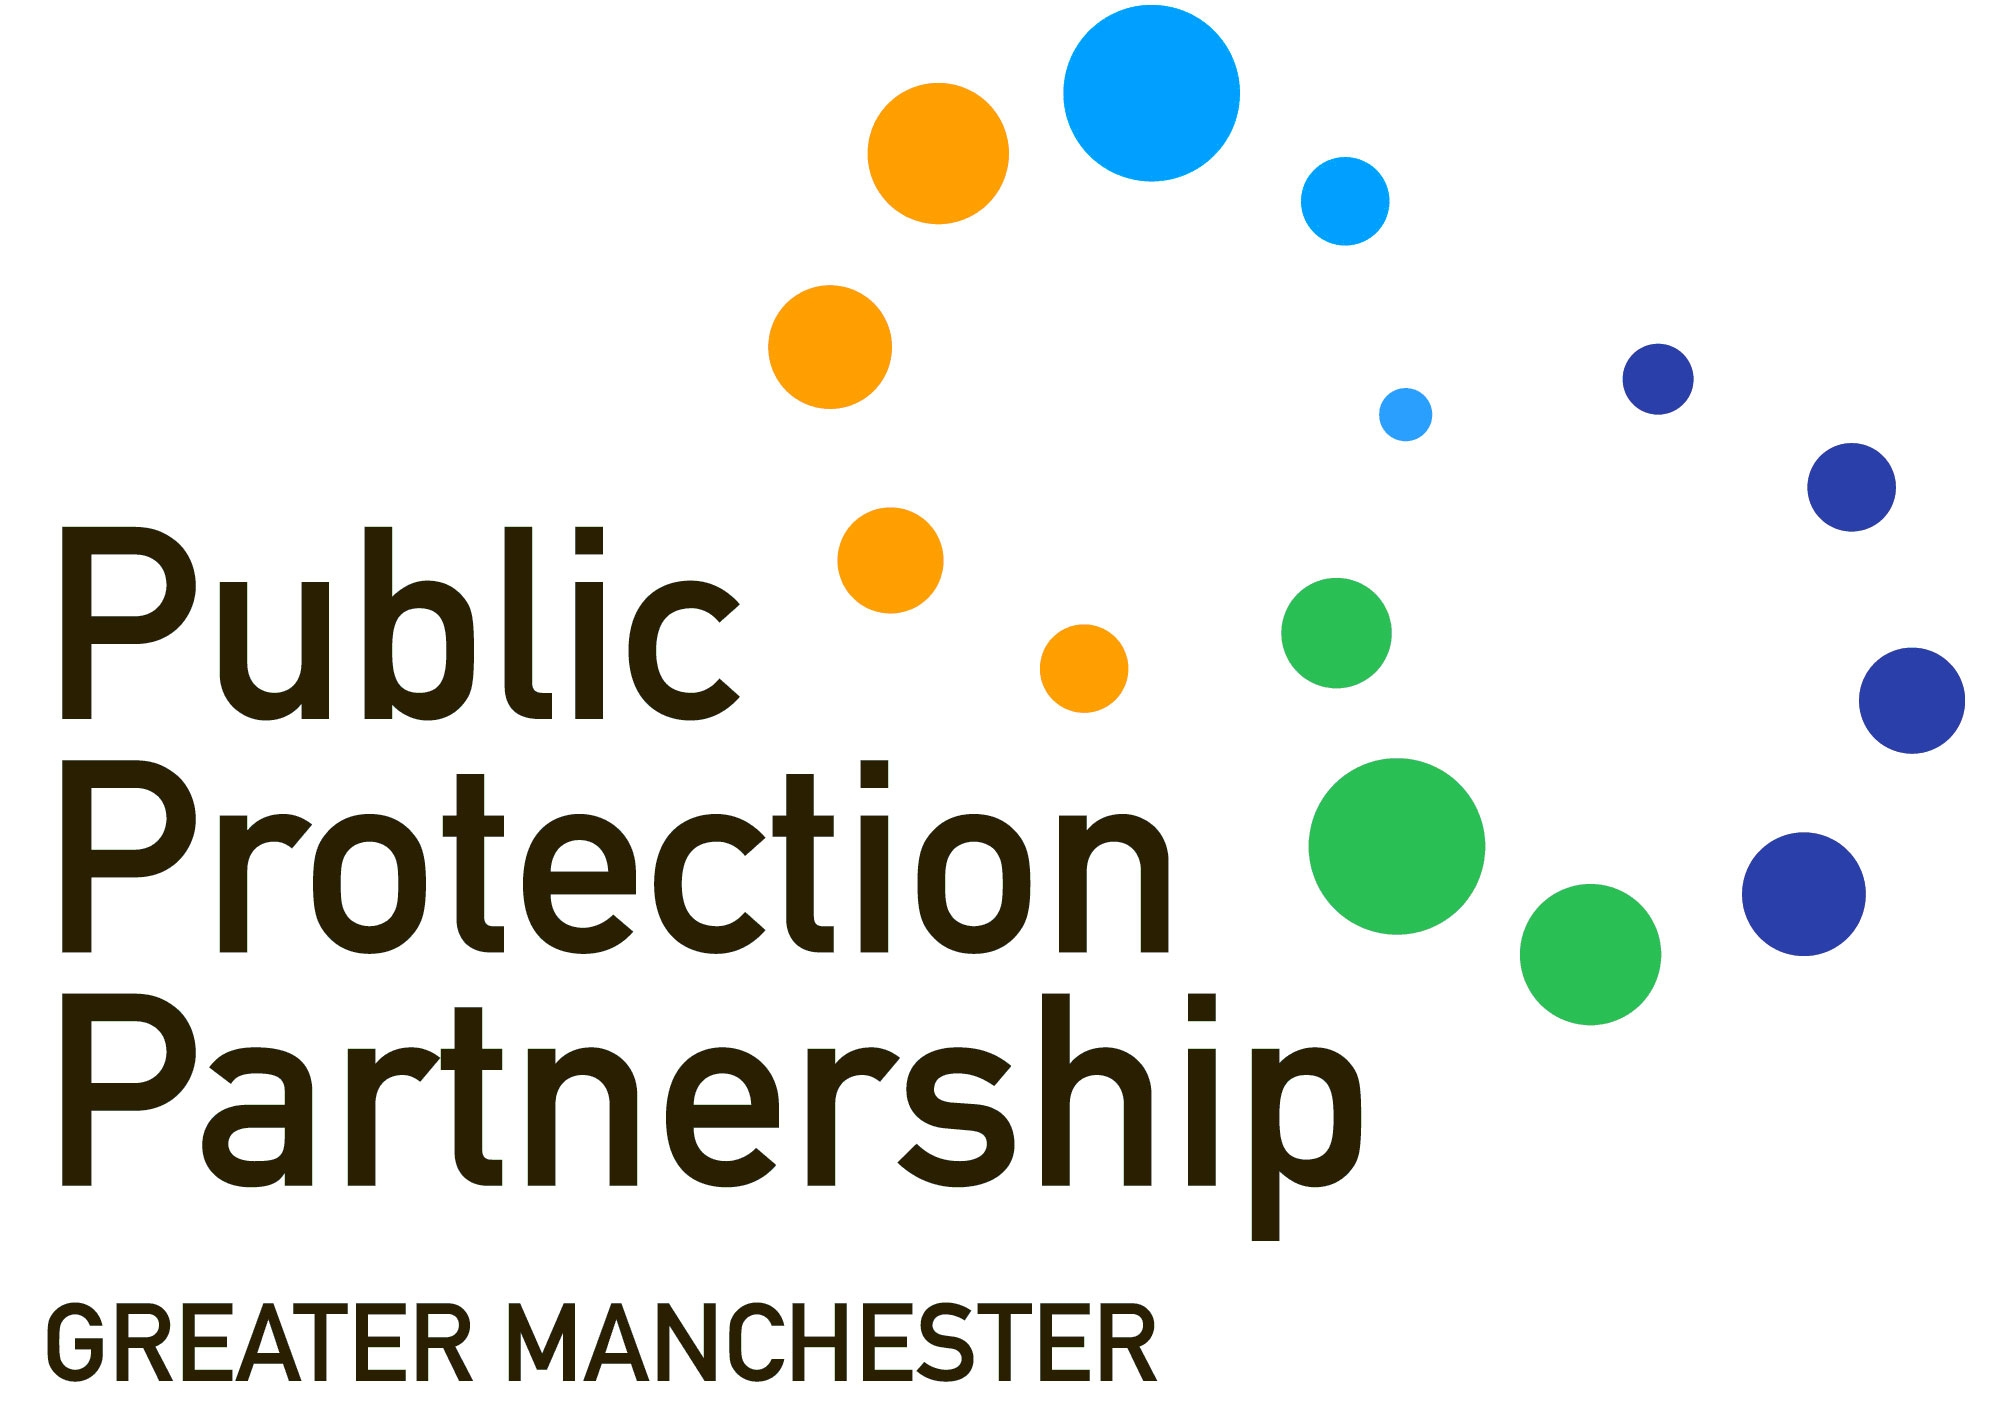 Public
Protection
Partnership
GREATER MANCHESTER